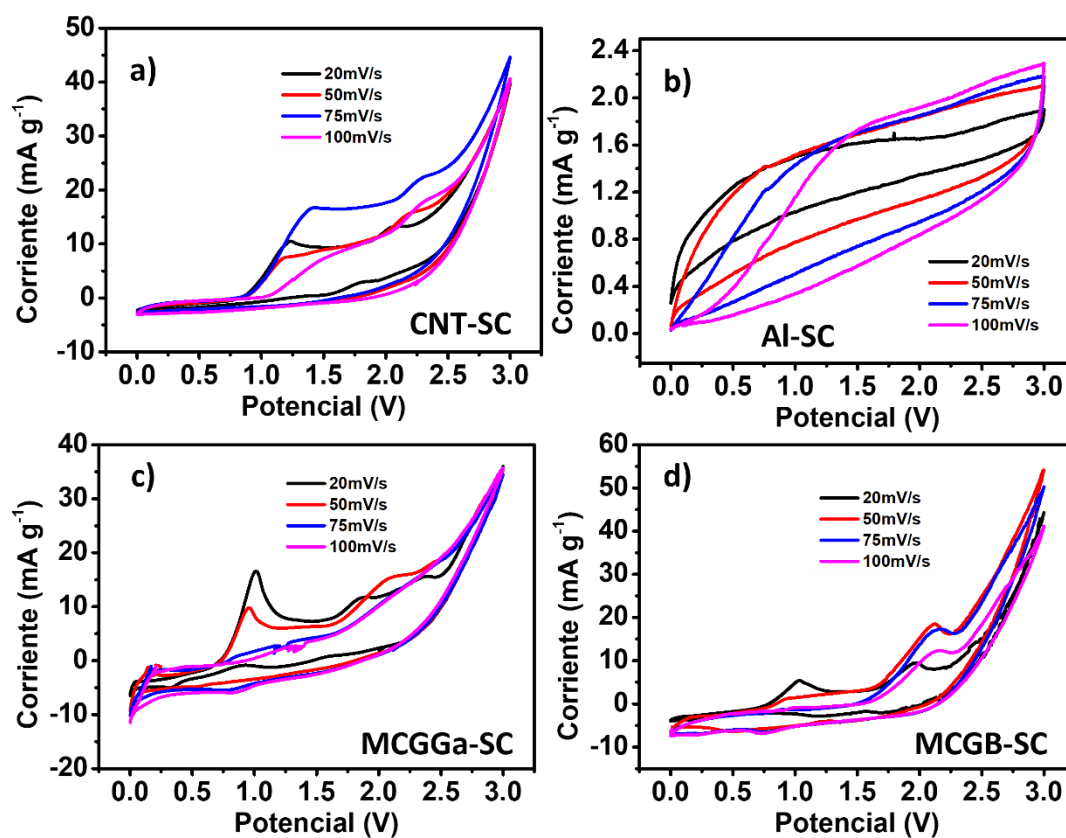 a)
50
40
30
20
10
0
-10
Corriente (mA g⁻¹)
20mV/s
50mV/s
75mV/s
100mV/s
CNT-SC
0.0 0.5 1.0 1.5 2.0 2.5 3.0
Potencial (V)
b)
2.4
2.0
1.6
1.2
0.8
0.4
0.0
Corriente (mA g⁻¹)
20mV/s
50mV/s
75mV/s
100mV/s
Al-SC
0.0 0.5 1.0 1.5 2.0 2.5 3.0
Potencial (V)
c)
40
30
20
10
0
-10
-20
Corriente (mA g⁻¹)
20mV/s
50mV/s
75mV/s
100mV/s
MCGGa-SC
0.0 0.5 1.0 1.5 2.0 2.5 3.0
Potencial (V)
d)
60
50
40
30
20
10
0
-10
Corriente (mA g⁻¹)
20mV/s
50mV/s
75mV/s
100mV/s
MCGB-SC
0.0 0.5 1.0 1.5 2.0 2.5 3.0
Potencial (V)